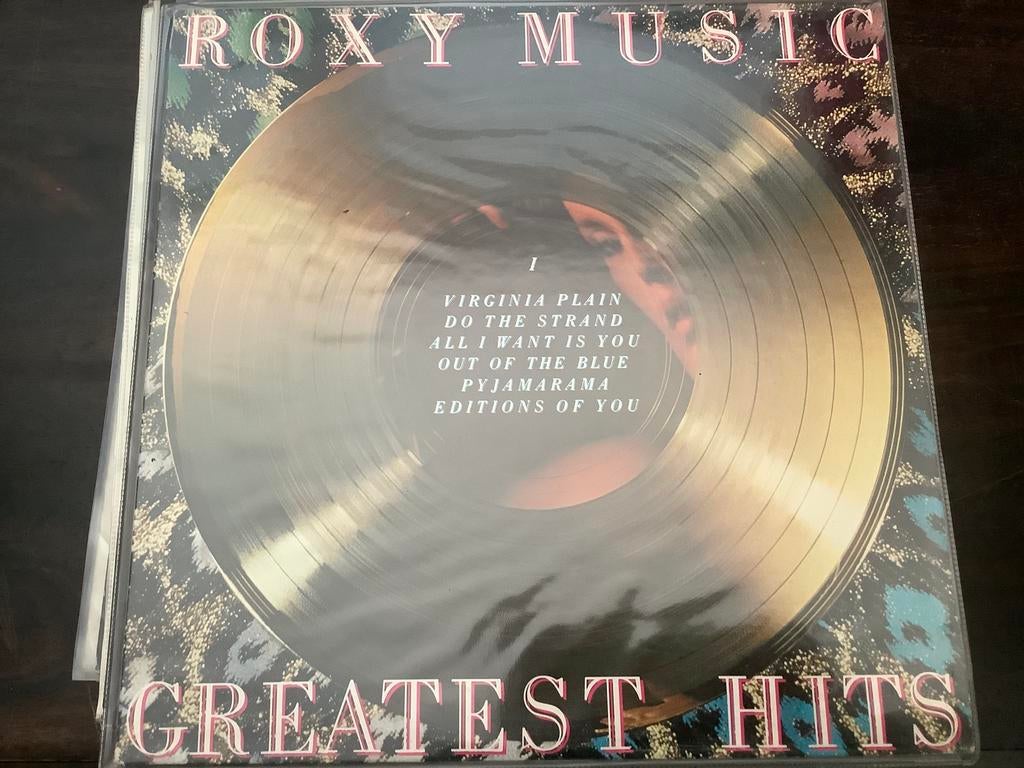 ROXY MUSIC
I
VIRGINIA PLAIN
DO THE STRAND
ALL I WANT IS YOU
OUT OF THE BLUE
PYJAMARAMA
EDITIONS OF YOU
GREATEST HITS